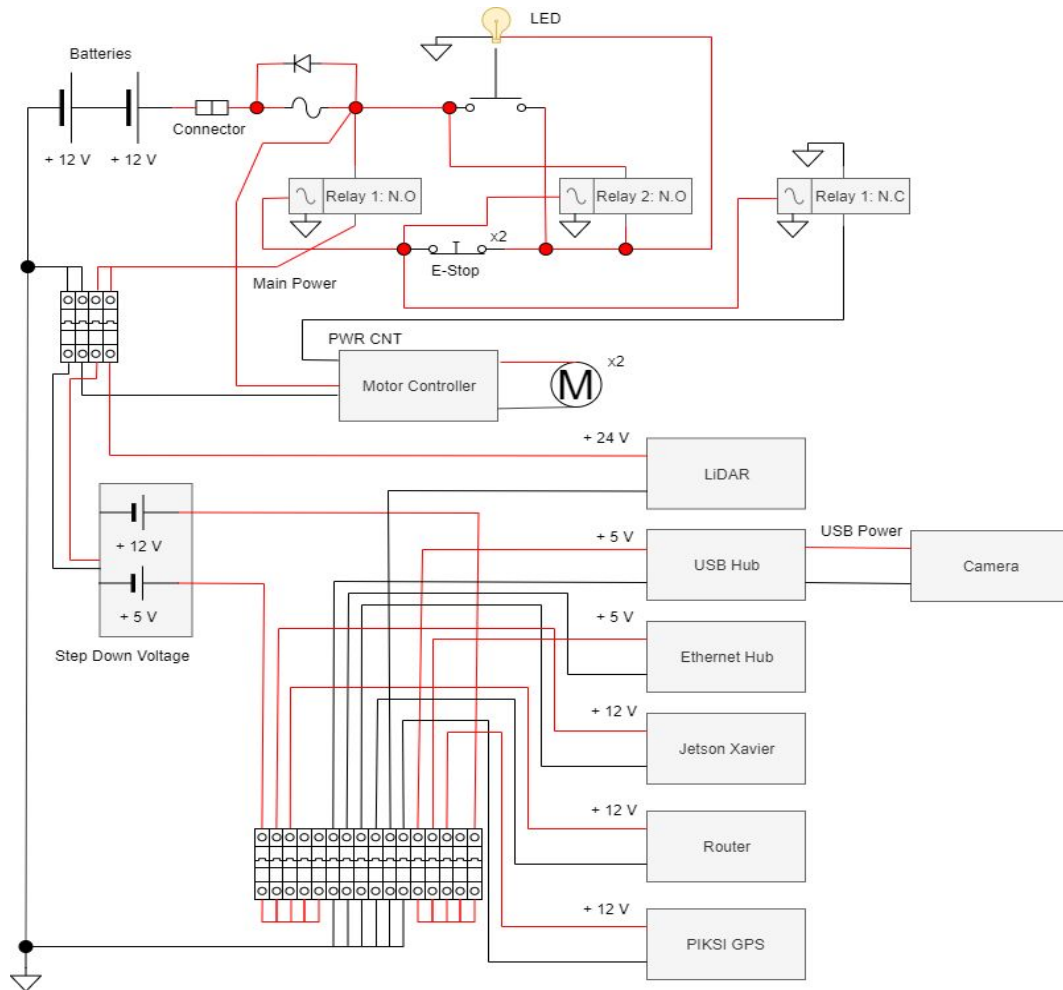 LED
Batteries
Connector
+ 12 V
+ 12 V
Relay 1: N.O
Relay 2: N.O
Relay 1: N.C
x2
E-Stop
Main Power
PWR CNT
Motor Controller
M
x2
+ 24 V
LiDAR
+ 12 V
+ 5 V
Step Down Voltage
+ 5 V
USB Hub
USB Power
Camera
+ 5 V
Ethernet Hub
+ 12 V
Jetson Xavier
+ 12 V
Router
+ 12 V
PIKSI GPS